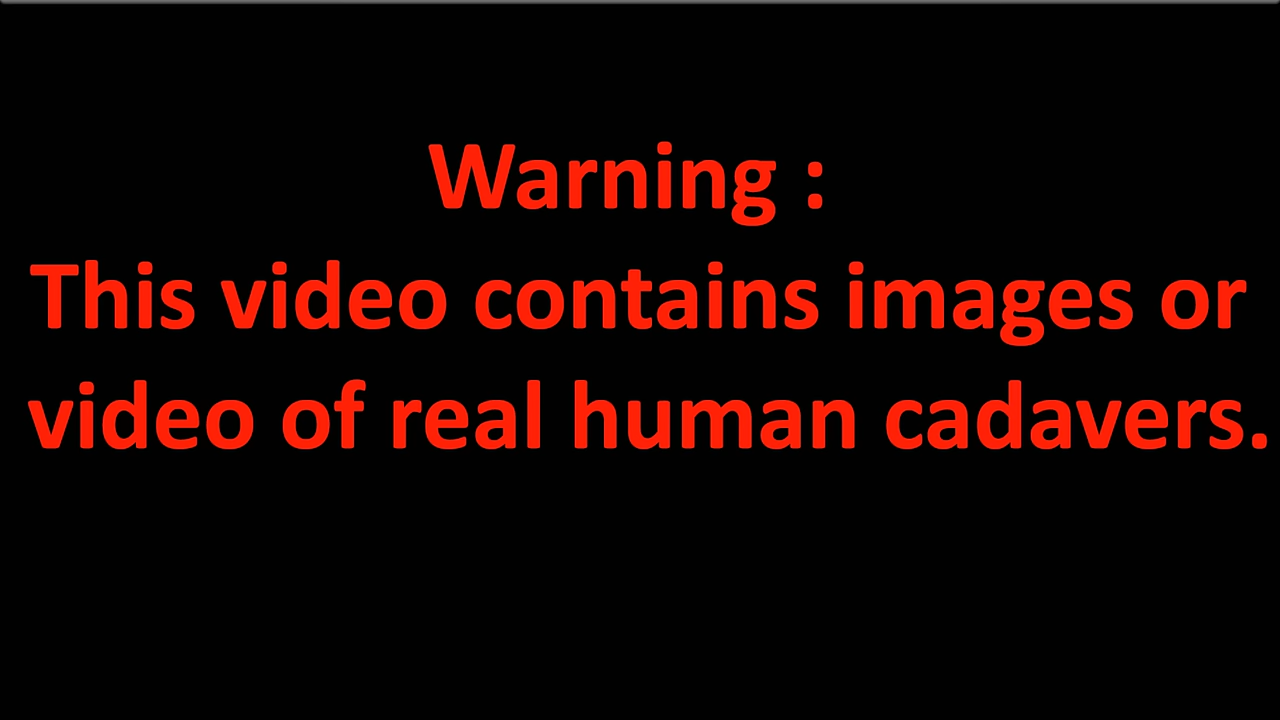 Warning :
This video contains images or
video of real human cadavers.